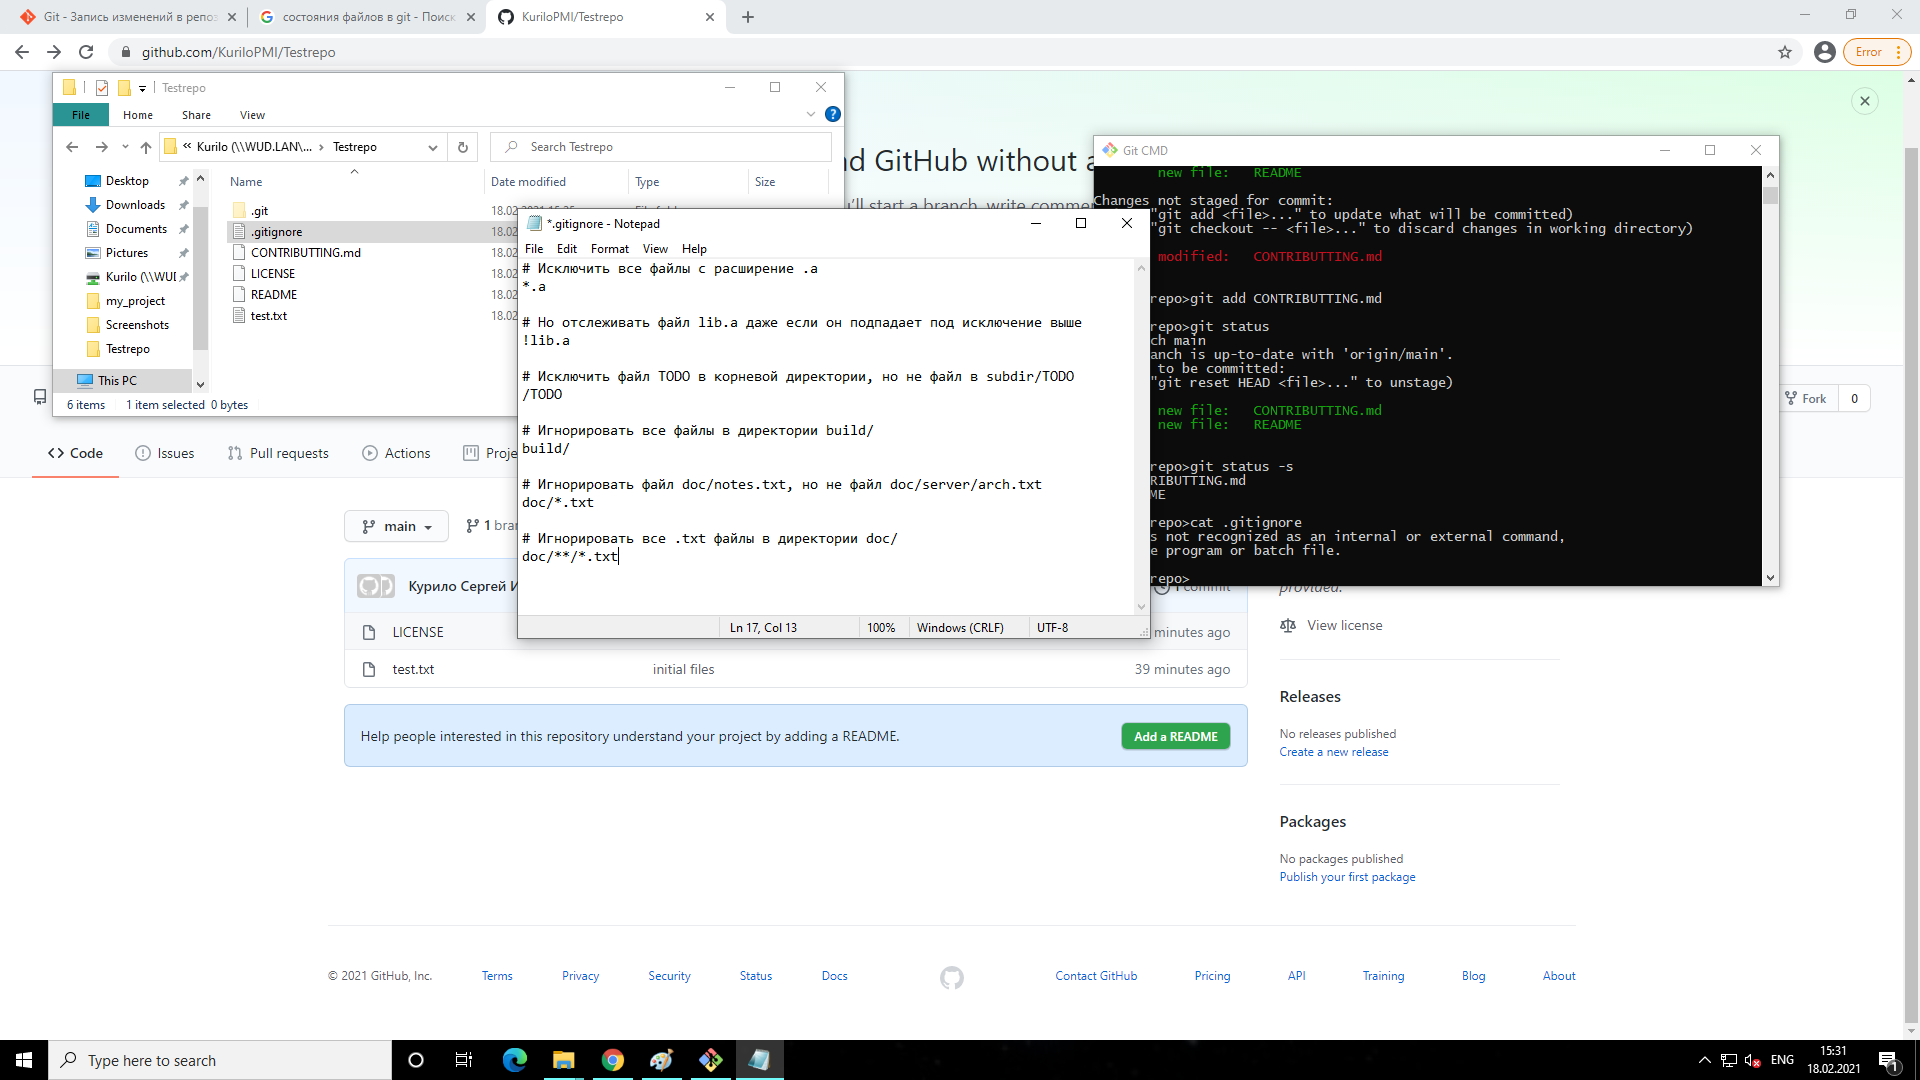 Git - Запись изменений в репоз
состояния файлов в git - Поиск
KuriloPMI/Testrepo
github.com/KuriloPMI/Testrepo
Error
Testrepo
File
Home
Share
View
Kurilo (\\WUD.LAN\...
Testrepo
Search Testrepo
Desktop
Downloads
Documents
Pictures
Kurilo (\\WUD
my_project
Screenshots
Testrepo
This PC
Name
Date modified
Type
Size
.git
.gitignore
CONTRIBUTTING.md
LICENSE
README
test.txt
18.02
18.02
18.02
18.02
18.02
6 items
1 item selected 0 bytes
GitHub without
start a branch, write
*.gitignore - Notepad
File Edit Format View Help
# Исключить все файлы с расширение .a
*.a
# Но отслеживать файл lib.a даже если он подпадает под исключение выше
!lib.a
# Исключить файл TODO в корневой директории, но не файл в subdir/TODO
/TODO
# Игнорировать все файлы в директории build/
build/
# Игнорировать файл doc/notes.txt, но не файл doc/server/arch.txt
doc/*.txt
# Игнорировать все .txt файлы в директории doc/
doc/**/*.txt
Ln 17, Col 13
100%
Windows (CRLF)
UTF-8
Git CMD
new file: README
Changes not staged for commit:
"git add <file>..." to update what will be committed)
"git checkout -- <file>..." to discard changes in working directory)
modified: CONTRIBUTTING.md
repo>git add CONTRIBUTTING.md
repo>git status
ch main
anch is up-to-date with 'origin/main'.
to be committed:
"git reset HEAD <file>..." to unstage)
new file: CONTRIBUTTING.md
new file: README
repo>git status -s
RIBUTTING.md
ME
repo>cat .gitignore
s not recognized as an internal or external command,
e program or batch file.
repo>
Fork
0
Code
Issues
Pull requests
Actions
Proje
main
1 bran
Курило Сергей И
1 commit
LICENSE
minutes ago
test.txt
initial files
39 minutes ago
Help people interested in this repository understand your project by adding a README.
Add a README
provided.
View license
Releases
No releases published
Create a new release
Packages
No packages published
Publish your first package
© 2021 GitHub, Inc.
Terms
Privacy
Security
Status
Docs
Contact GitHub
Pricing
API
Training
Blog
About
Type here to search
ENG
15:31
18.02.2021
1